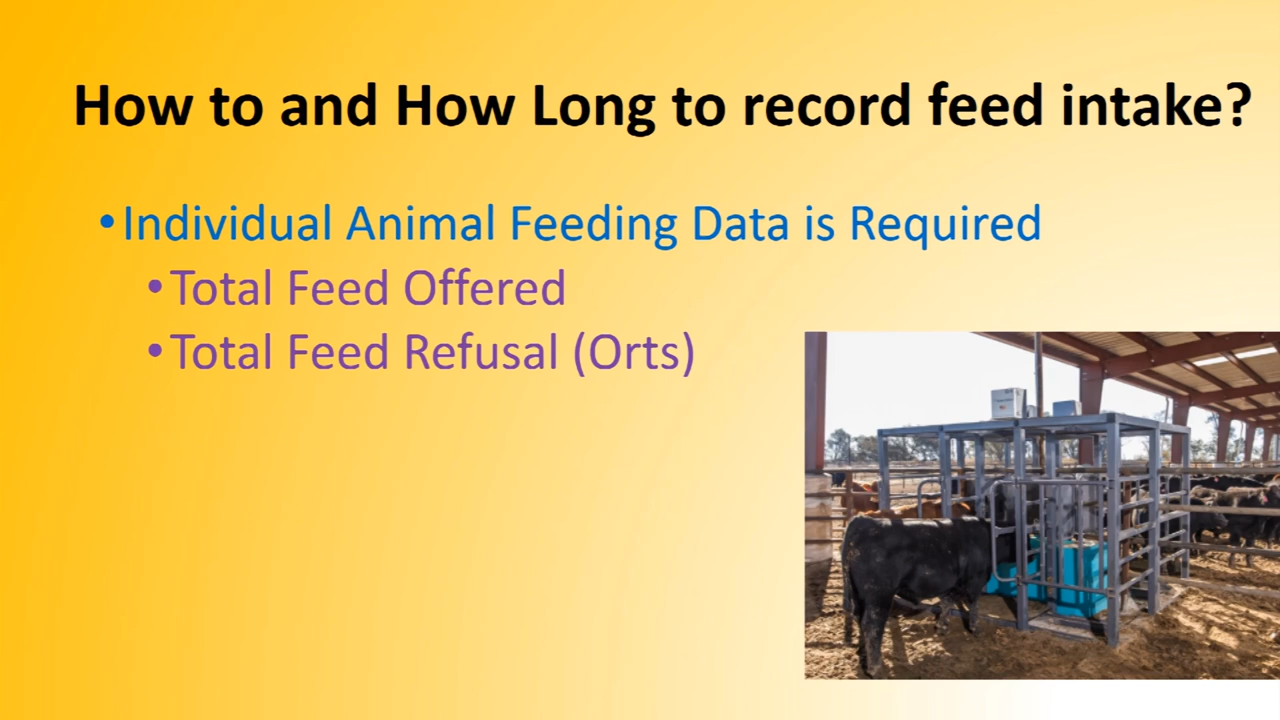 How to and How Long to record feed intake?
•Individual Animal Feeding Data is Required
•Total Feed Offered
•Total Feed Refusal (Orts)